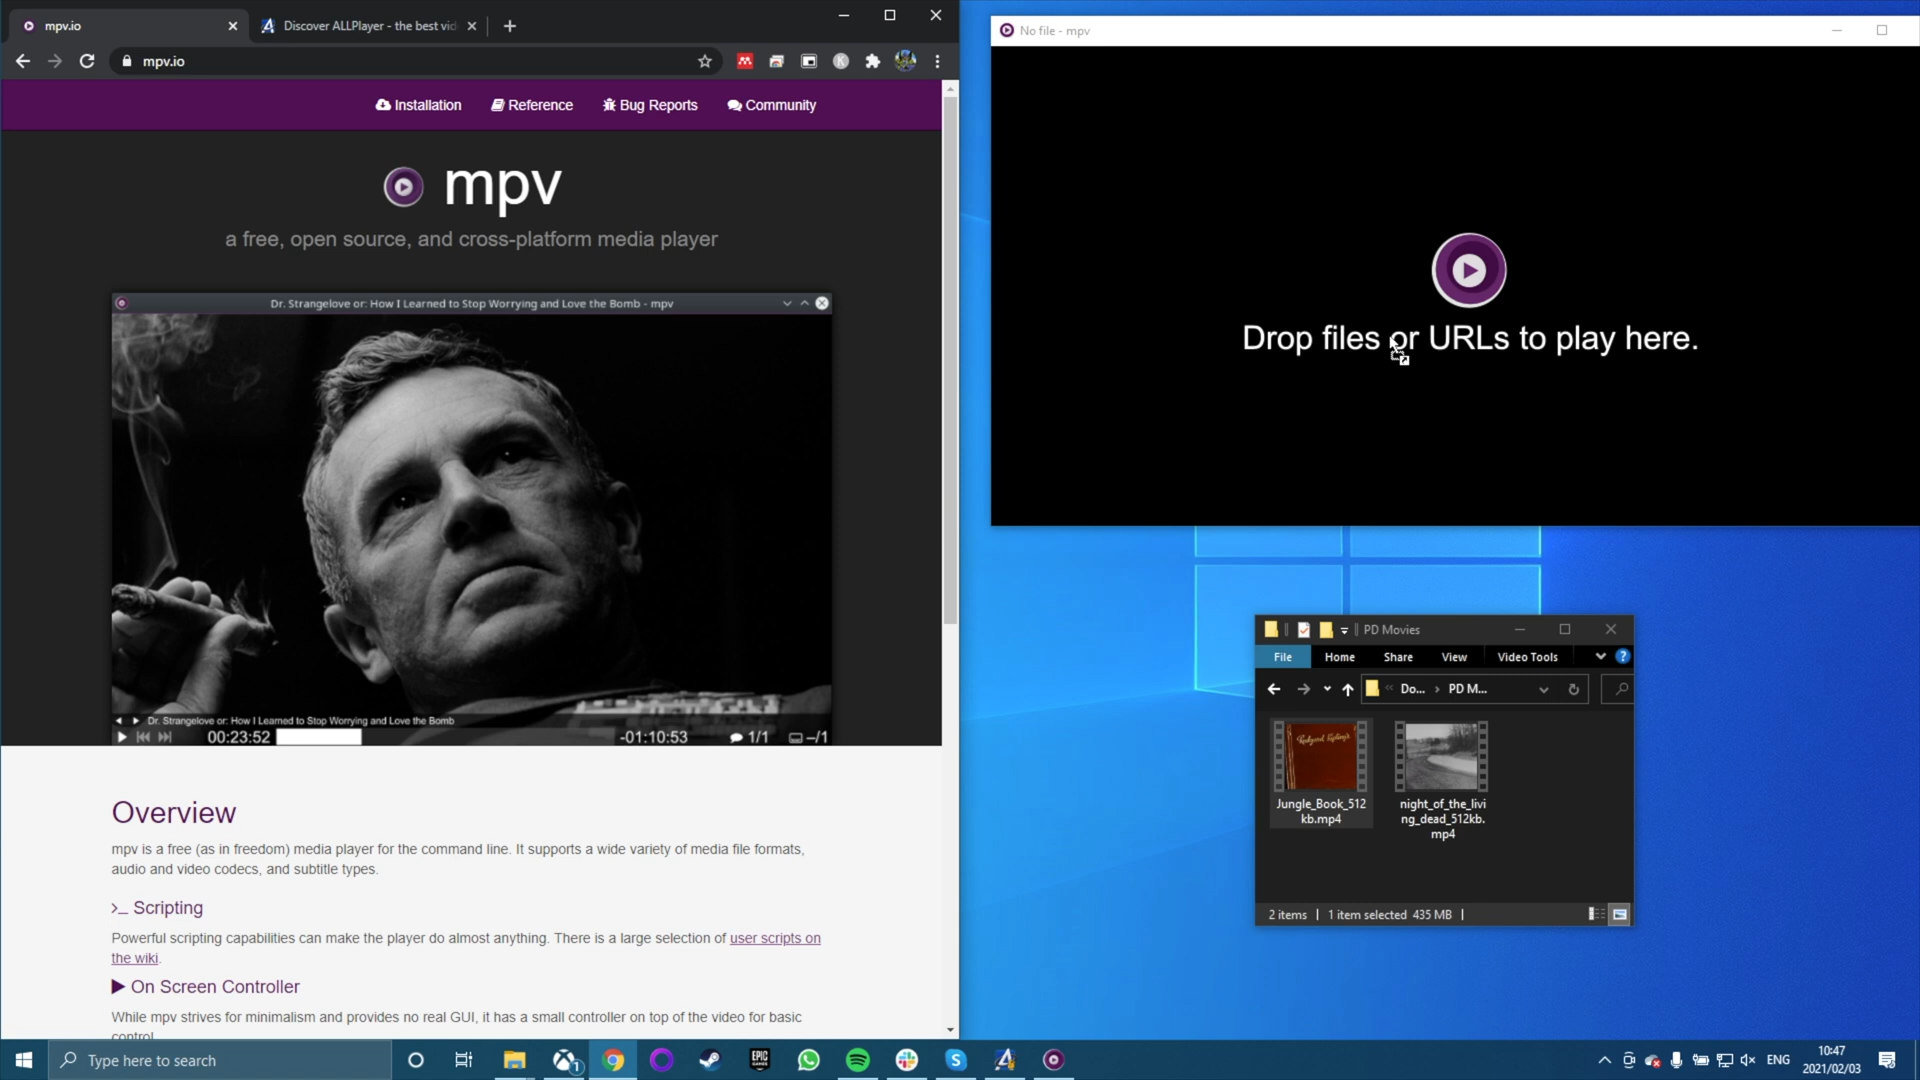 mpv.io
Discover ALLPlayer - the best vid
mpv.io
Installation
Reference
Bug Reports
Community
mpv
a free, open source, and cross-platform media player
Dr. Strangelove or: How I Learned to Stop Worrying and Love the Bomb - mpv
Dr. Strangelove or: How I Learned to Stop Worrying and Love the Bomb
00:23:52
-01:10:53
1/1
--/1
Overview
mpv is a free (as in freedom) media player for the command line. It supports a wide variety of media file formats,
audio and video codecs, and subtitle types.
>_ Scripting
Powerful scripting capabilities can make the player do almost anything. There is a large selection of user scripts on
the wiki.
On Screen Controller
While mpv strives for minimalism and provides no real GUI, it has a small controller on top of the video for basic
control.
No file - mpv
Drop files or URLs to play here.
PD Movies
File
Home
Share
View
Video Tools
Do...
PD M...
Rudyard Kipling's
Jungle_Book_512
kb.mp4
night_of_the_livi
ng_dead_512kb.
mp4
2 items
1 item selected 435 MB
Type here to search
1
EPIC
GAMES
ENG
10:47
2021/02/03